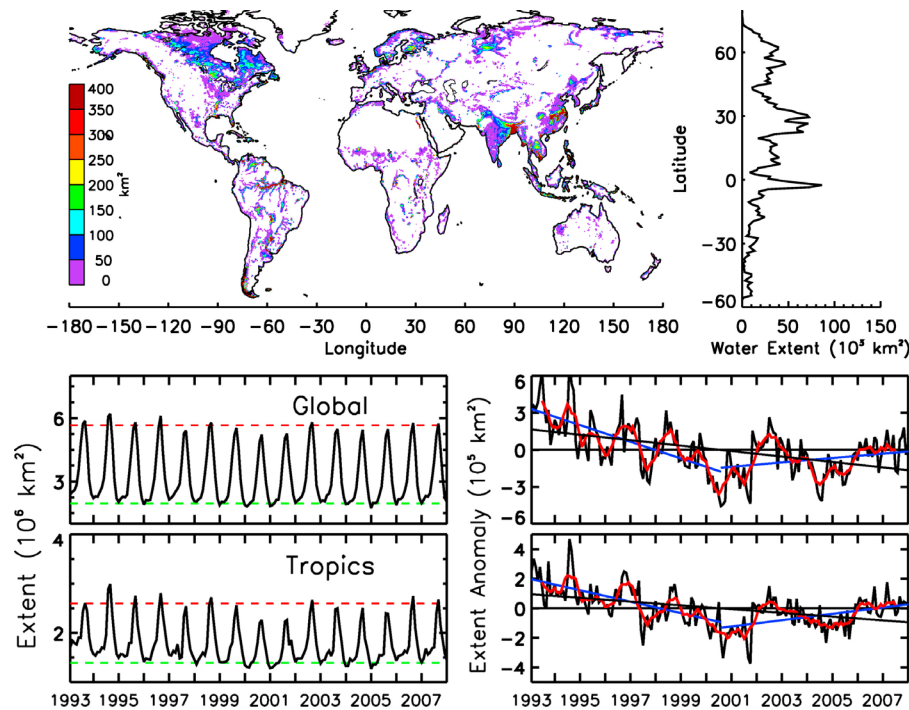 400
350
300
250
200
150
100
50
0
km²
−180 −150 −120 −90 −60 −30 0 30 60 90 120 150 180
Longitude
60
30
0
−30
−60
Latitude
0 50 100 150
Water Extent (10³ km²)
Global
6
3
Tropics
4
2
Extent (10⁶ km²)
1993 1995 1997 1999 2001 2003 2005 2007
6
3
0
−3
−6
4
2
0
−2
−4
Extent Anomaly (10⁵ km²)
1993 1995 1997 1999 2001 2003 2005 2007